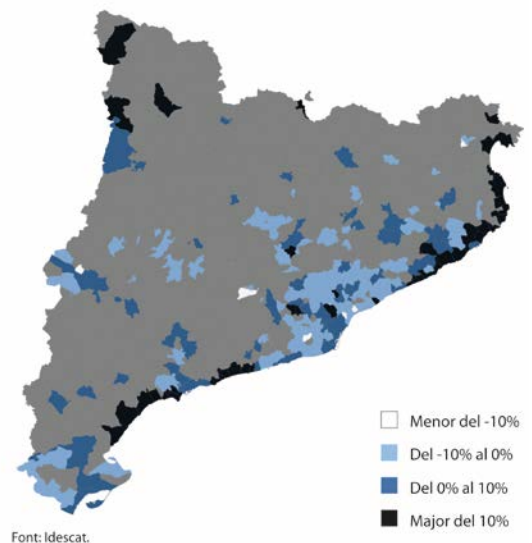 Menor del -10%
Del -10% al 0%
Del 0% al 10%
Major del 10%
Font: Idescat.